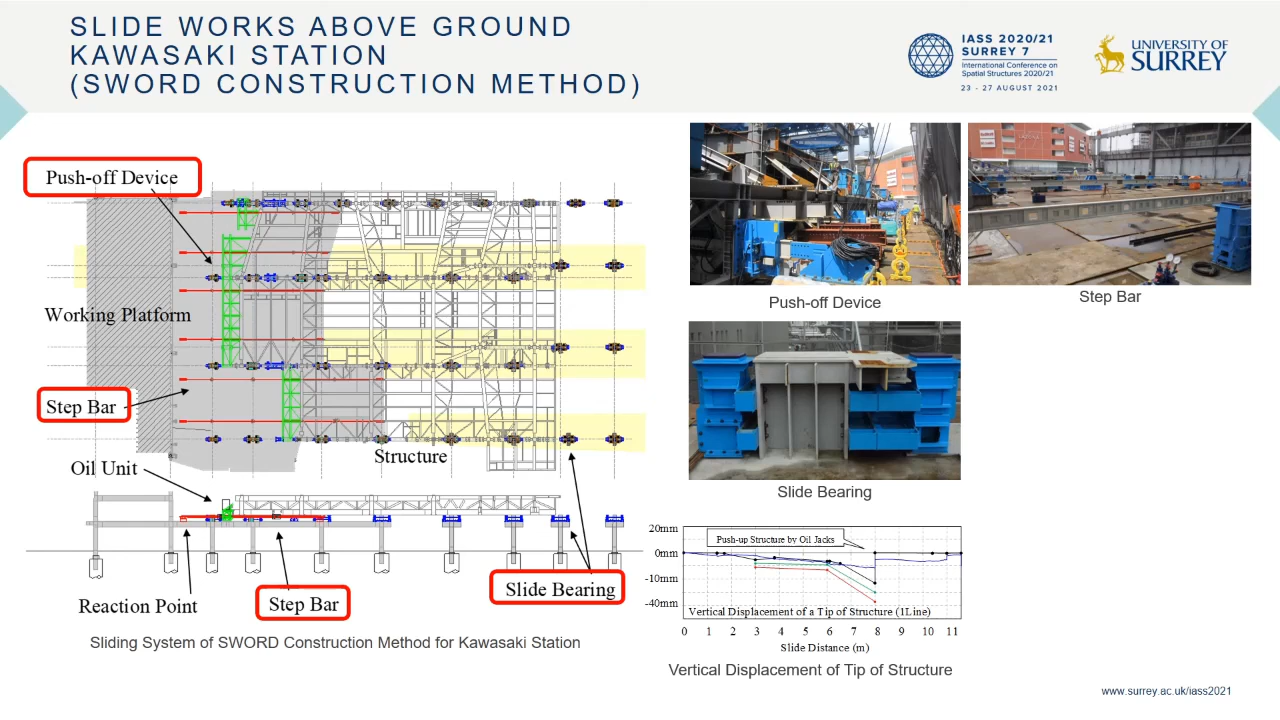 SLIDE WORKS ABOVE GROUND
KAWASAKI STATION
(SWORD CONSTRUCTION METHOD)
IASS 2020/21
SURREY 7
International Conference on
Spatial Structures 2020/21
23 - 27 AUGUST 2021
UNIVERSITY OF
SURREY
Push-off Device
Working Platform
Step Bar
Structure
Oil Unit
Reaction Point
Step Bar
Slide Bearing
Sliding System of SWORD Construction Method for Kawasaki Station
Push-off Device
Step Bar
Slide Bearing
20mm
0mm
-10mm
-40mm
Push-up Structure by Oil Jacks
Vertical Displacement of a Tip of Structure (1Line)
0 1 2 3 4 5 6 7 8 9 10 11
Slide Distance (m)
Vertical Displacement of Tip of Structure
www.surrey.ac.uk/iass2021